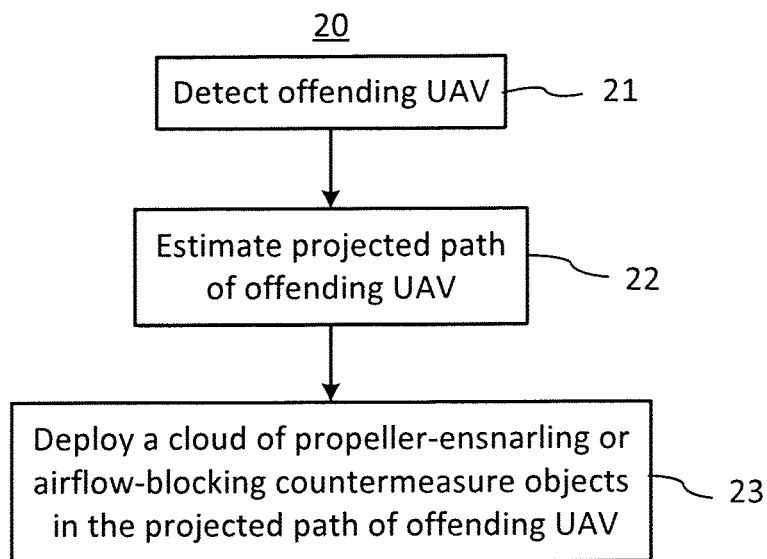 20
Detect offending UAV
21
Estimate projected path
of offending UAV
22
Deploy a cloud of propeller-ensnarling or
airflow-blocking countermeasure objects
in the projected path of offending UAV
23